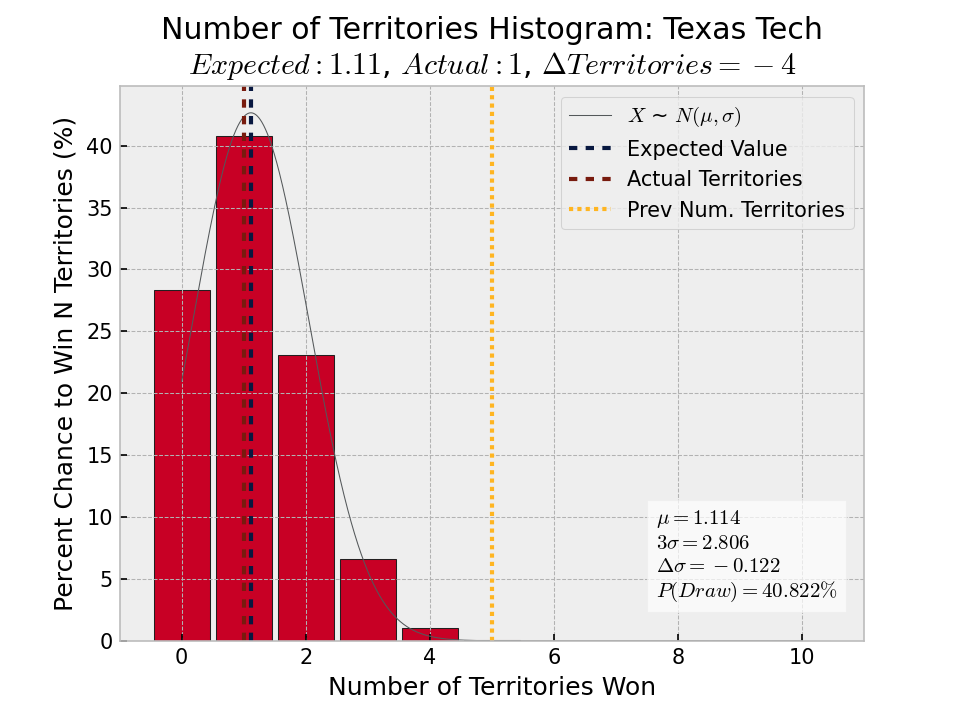 Number of Territories Histogram: Texas Tech
Expected : 1.11, Actual : 1, ΔTerritories = −4
X ∼ N(μ, σ)
Expected Value
Actual Territories
Prev Num. Territories
Percent Chance to Win N Territories (%)
40
35
30
25
20
15
10
5
0
μ = 1.114
3σ = 2.806
Δσ = −0.122
P(Draw) = 40.822%
0 2 4 6 8 10
Number of Territories Won